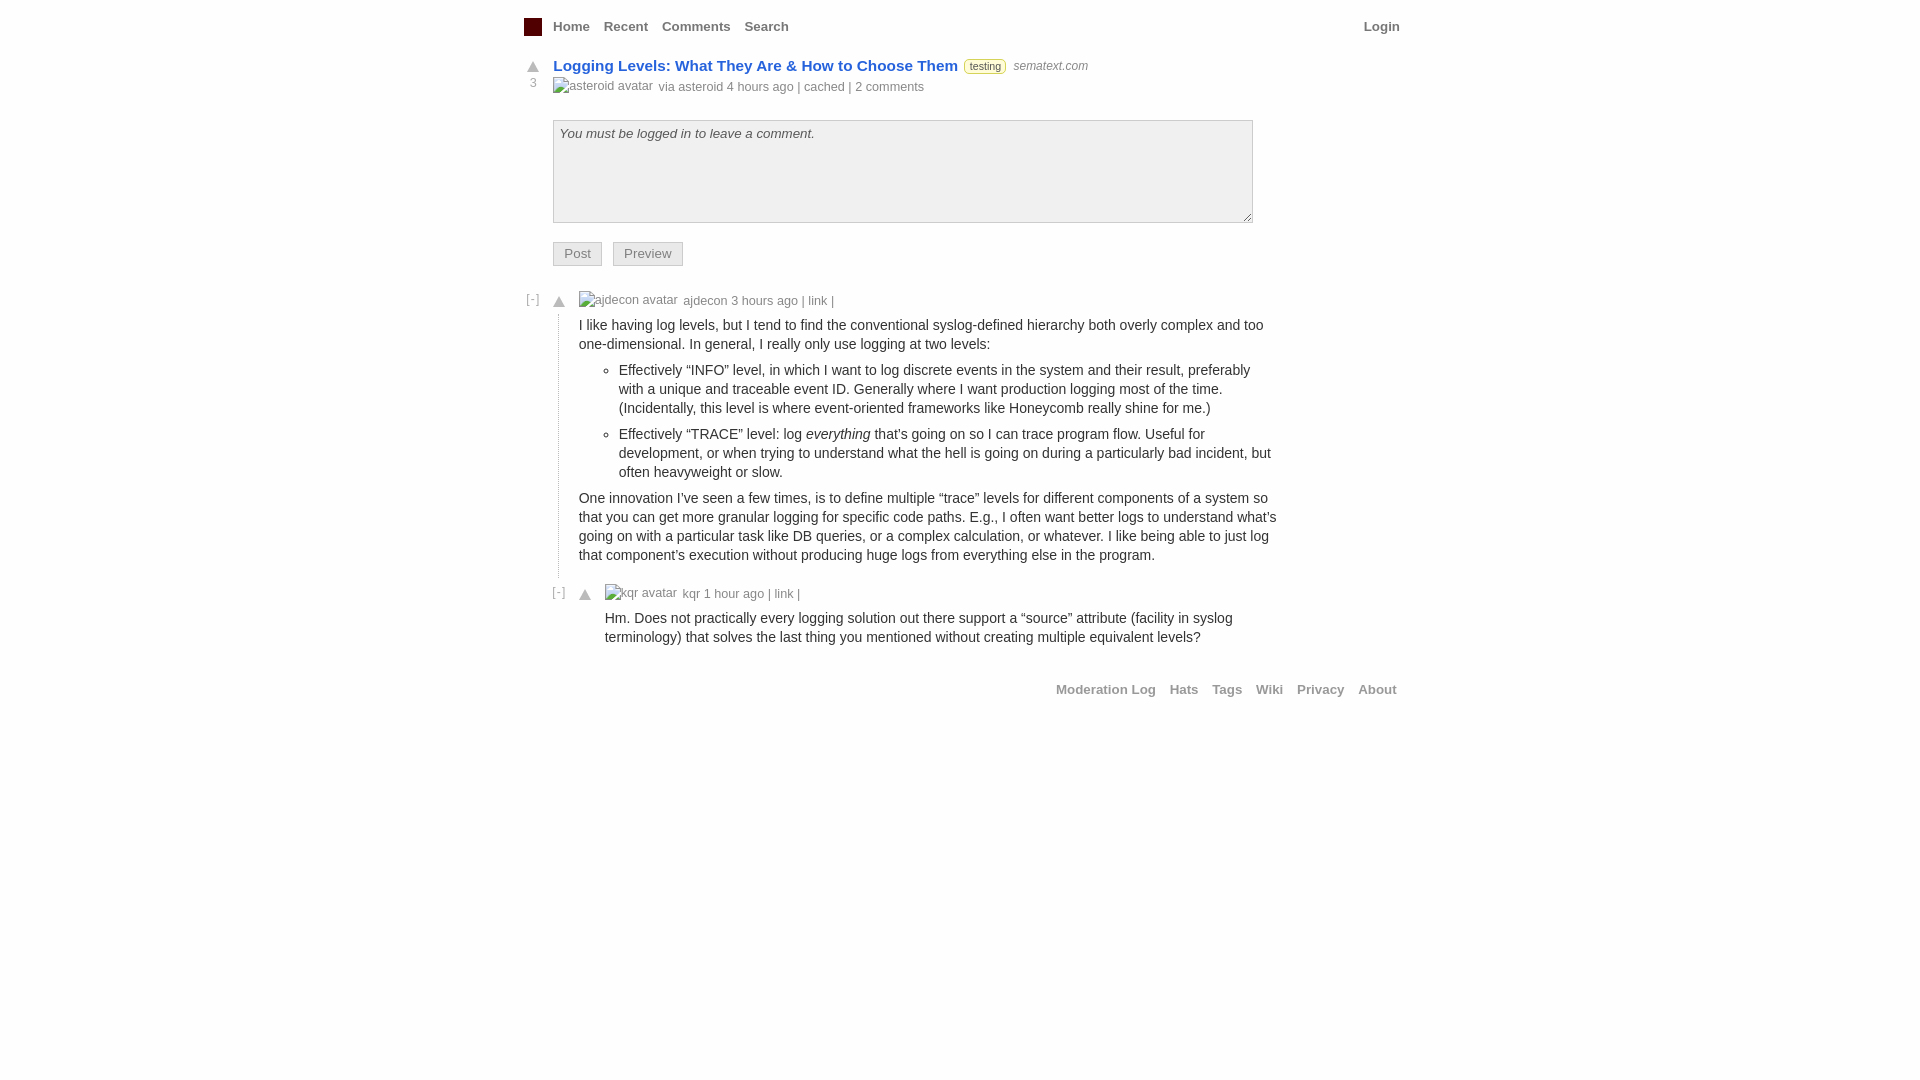 Home Recent Comments Search Login
Logging Levels: What They Are & How to Choose Them testing sematext.com
3
asteroid avatar via asteroid 4 hours ago | cached | 2 comments
You must be logged in to leave a comment.
Post Preview
[-] ajdecon avatar ajdecon 3 hours ago | link |
I like having log levels, but I tend to find the conventional syslog-defined hierarchy both overly complex and too
one-dimensional. In general, I really only use logging at two levels:
Effectively “INFO” level, in which I want to log discrete events in the system and their result, preferably
with a unique and traceable event ID. Generally where I want production logging most of the time.
(Incidentally, this level is where event-oriented frameworks like Honeycomb really shine for me.)
Effectively “TRACE” level: log everything that’s going on so I can trace program flow. Useful for
development, or when trying to understand what the hell is going on during a particularly bad incident, but
often heavyweight or slow.
One innovation I’ve seen a few times, is to define multiple “trace” levels for different components of a system so
that you can get more granular logging for specific code paths. E.g., I often want better logs to understand what’s
going on with a particular task like DB queries, or a complex calculation, or whatever. I like being able to just log
that component’s execution without producing huge logs from everything else in the program.
[-] kqr avatar kqr 1 hour ago | link |
Hm. Does not practically every logging solution out there support a “source” attribute (facility in syslog
terminology) that solves the last thing you mentioned without creating multiple equivalent levels?
Moderation Log Hats Tags Wiki Privacy About